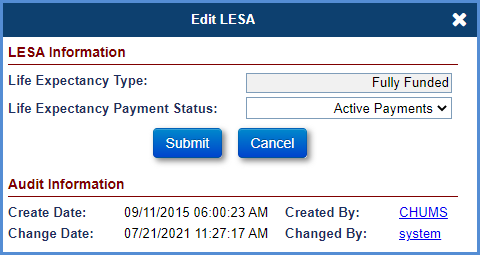 Edit LESA
LESA Information
Life Expectancy Type: Fully Funded
Life Expectancy Payment Status: Active Payments
Submit Cancel
Audit Information
Create Date: 09/11/2015 06:00:23 AM Created By: CHUMS
Change Date: 07/21/2021 11:27:17 AM Changed By: system